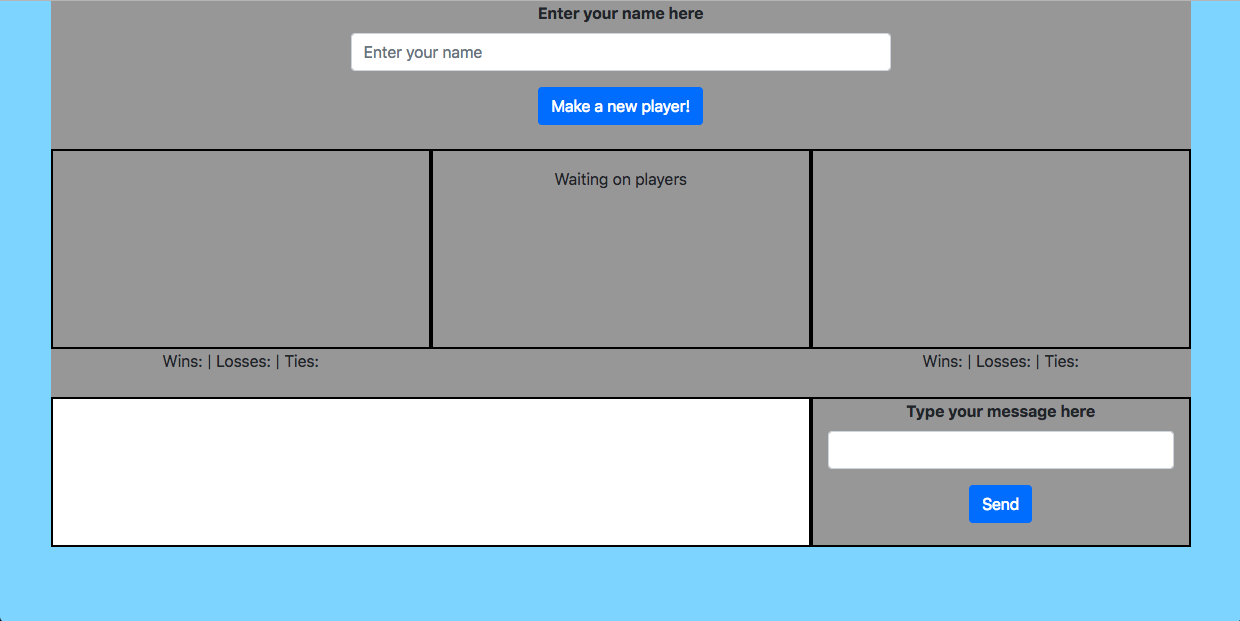 Enter your name here
Enter your name
Make a new player!
Waiting on players
Wins: | Losses: | Ties:
Wins: | Losses: | Ties:
Type your message here
Send